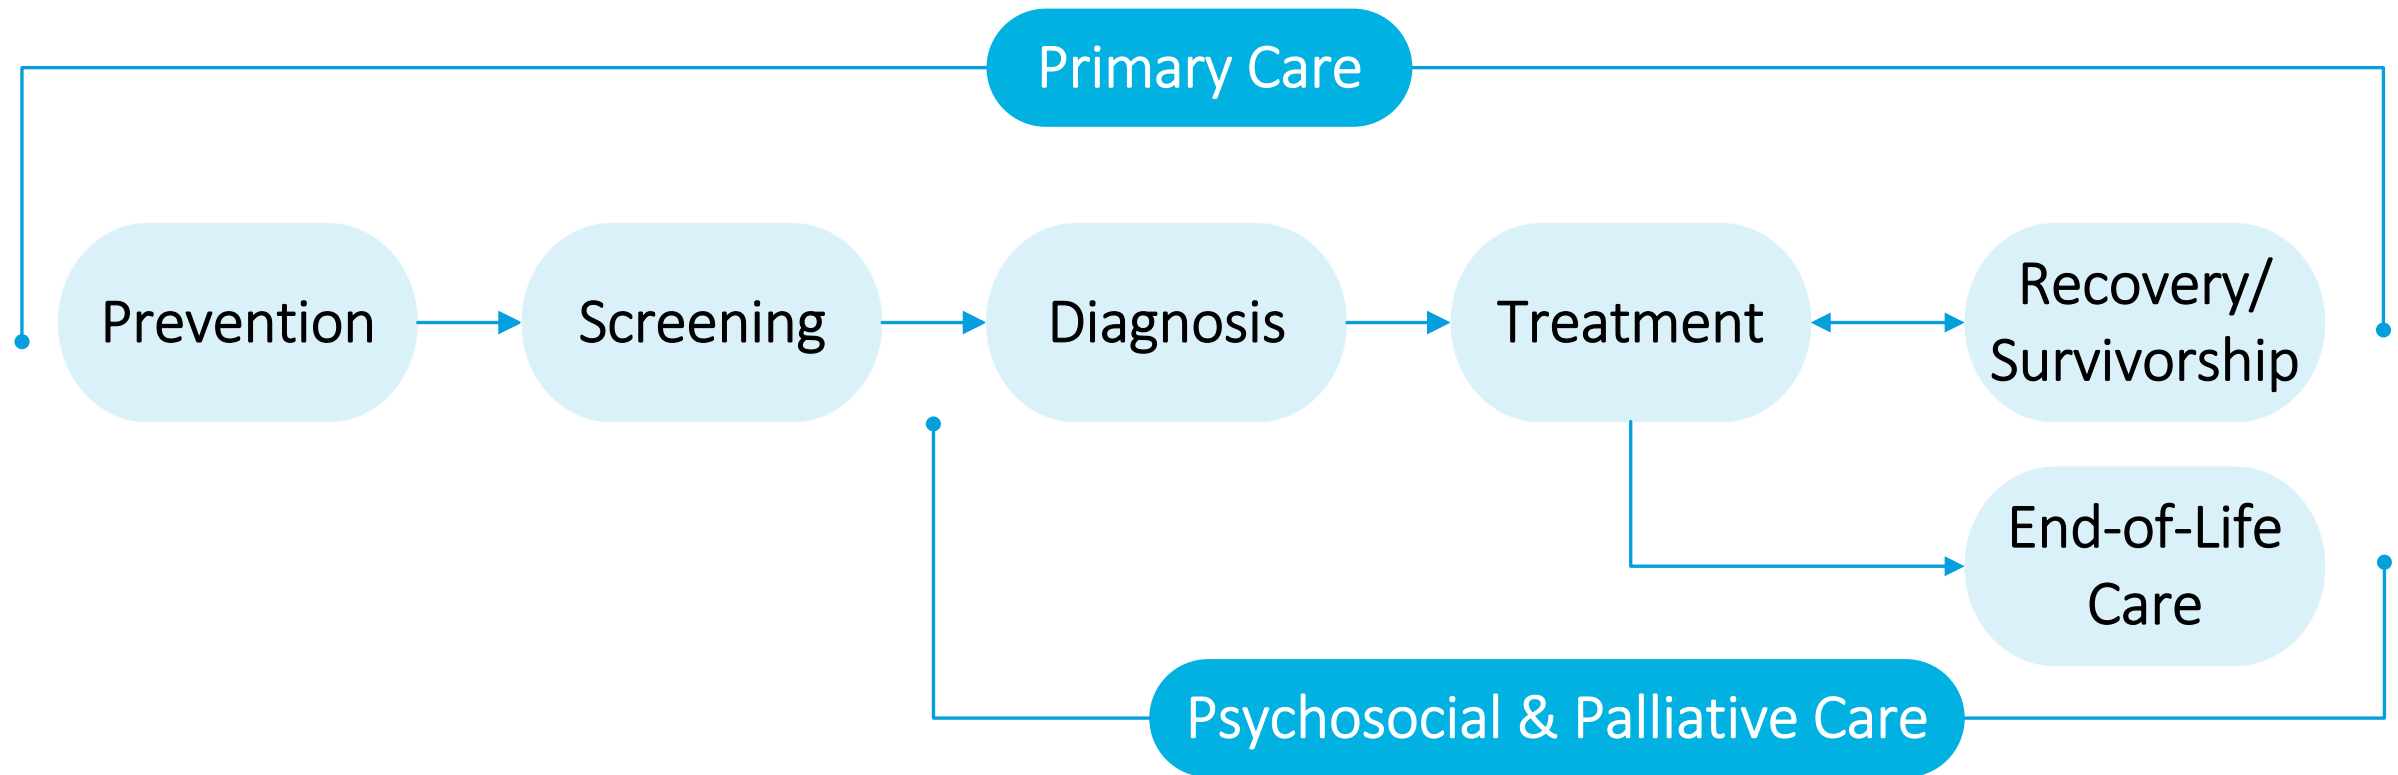 Primary Care
Prevention
Screening
Diagnosis
Treatment
Recovery/
Survivorship
End-of-Life
Care
Psychosocial & Palliative Care